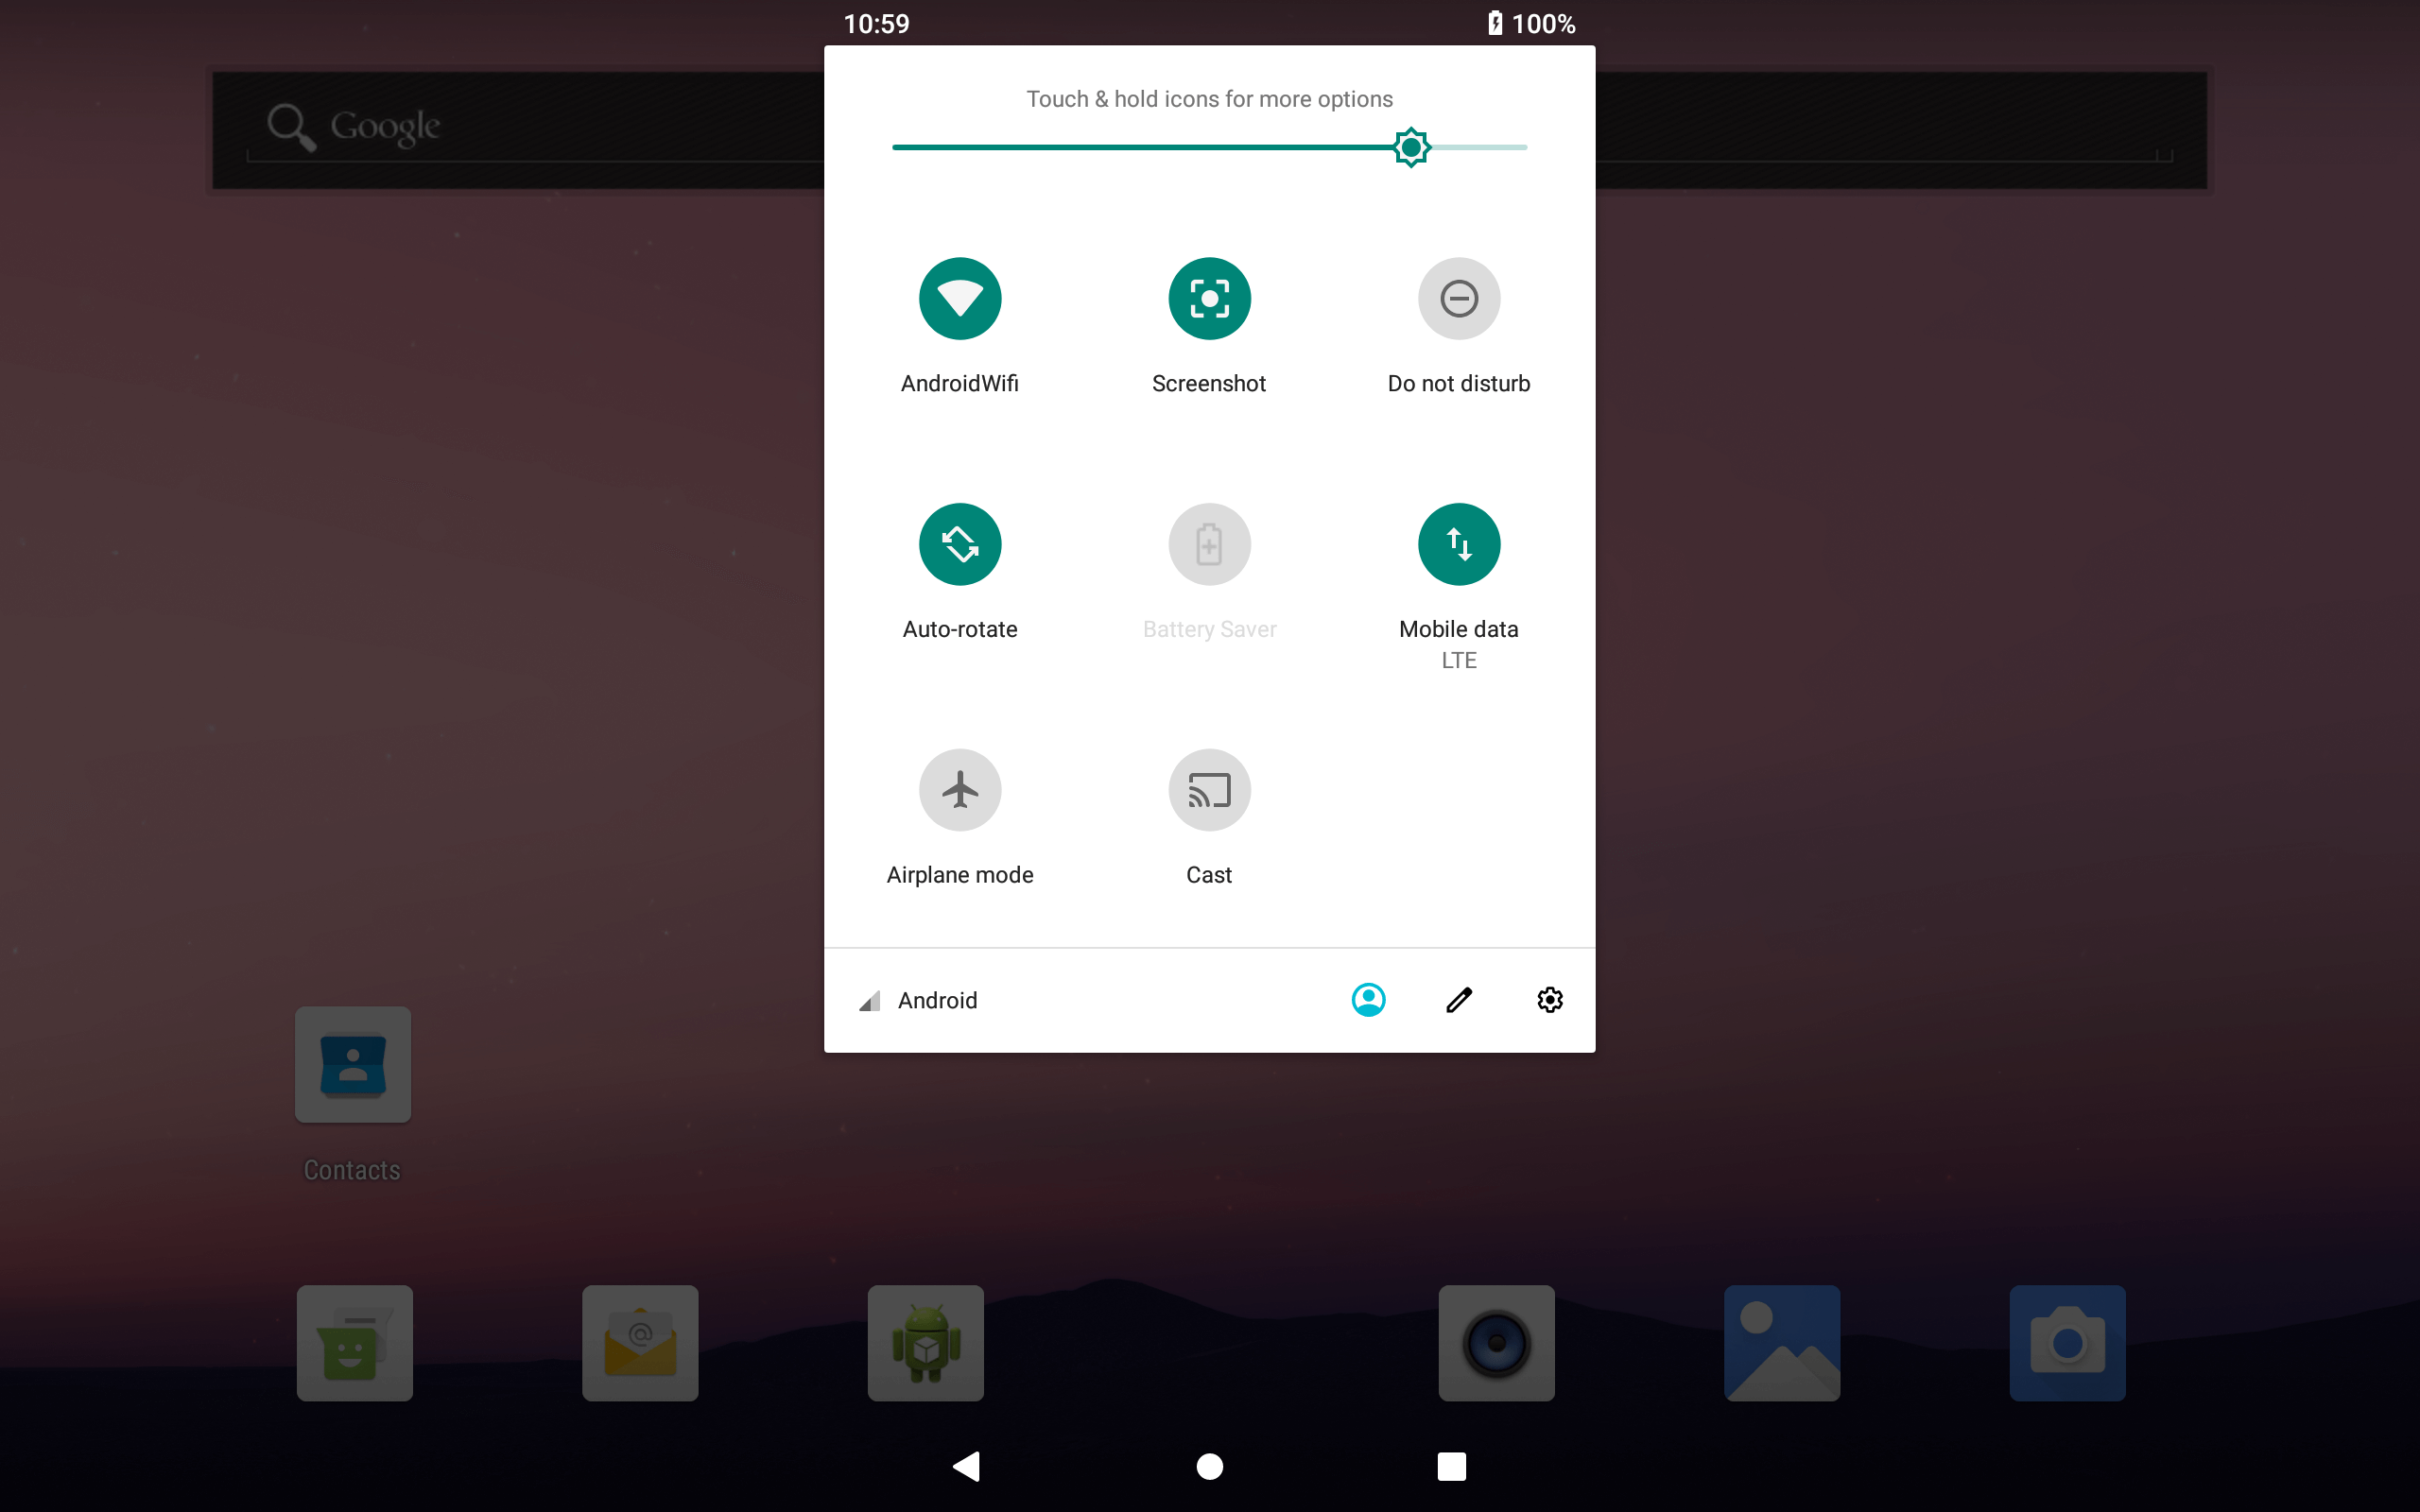 10:59
100%
Touch & hold icons for more options
Google
AndroidWifi
Screenshot
Do not disturb
Auto-rotate
Battery Saver
Mobile data
LTE
Airplane mode
Cast
Android
Contacts
@